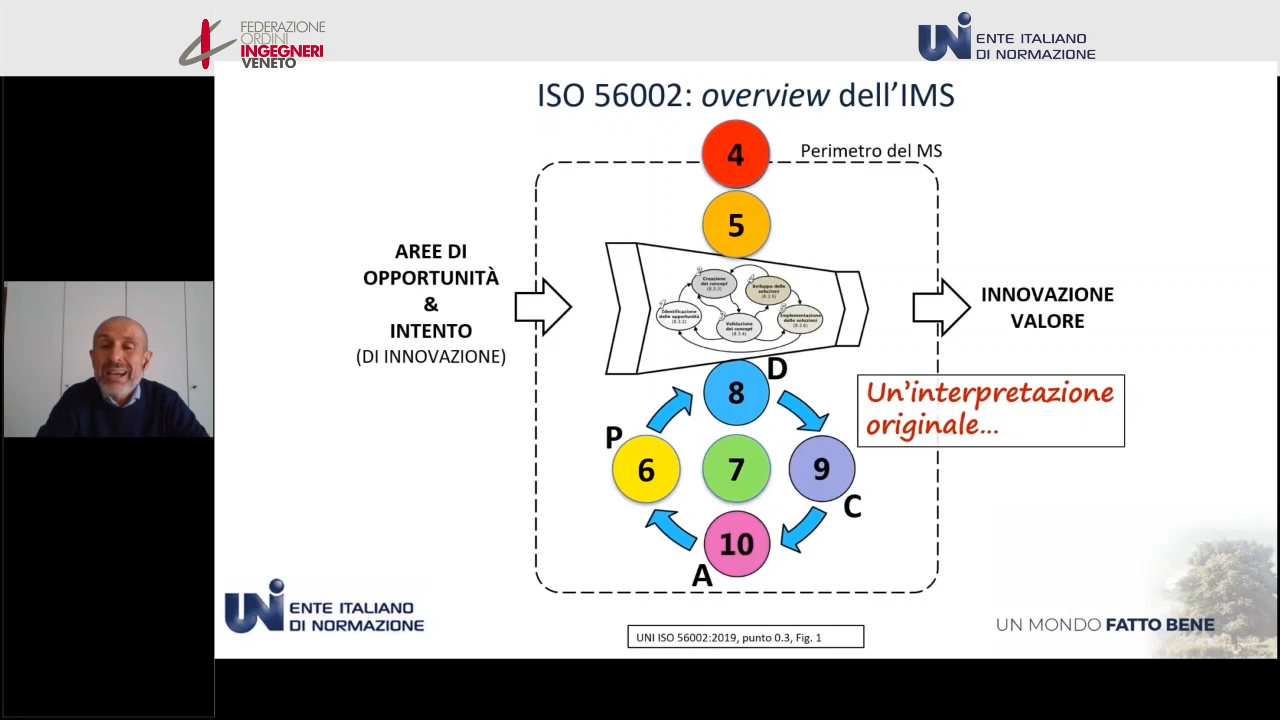 FEDERAZIONE
ORDINI
INGEGNERI
VENETO
UNI ENTE ITALIANO
DI NORMAZIONE
ISO 56002: overview dell'IMS
4
Perimetro del MS
5
AREE DI
OPPORTUNITÀ
&
INTENTO
(DI INNOVAZIONE)
Creazione
dei concept
(8.3.3)
Sviluppo delle
soluzioni
Identificazione
delle opportunità
(8.3.2)
Validazione
dei concept
(8.3.4)
Implementazione
delle soluzioni
(8.3.6)
INNOVAZIONE
VALORE
D
8
Un'interpretazione
originale...
P
6
7
9
C
10
A
UNI ENTE ITALIANO
DI NORMAZIONE
UNI ISO 56002:2019, punto 0.3, Fig. 1
UN MONDO FATTO BENE